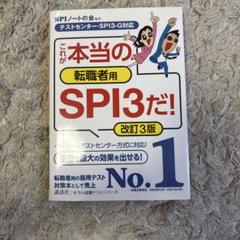 SPIノートの会 編著
テストセンター・SPI3-G対応
これが
本当の
転職者用
SPI3だ!
改訂3版
テストセンター方式に対応!
最大の効果を出せる!
転職者用の採用テスト
対策本として売上
No.1
講談社